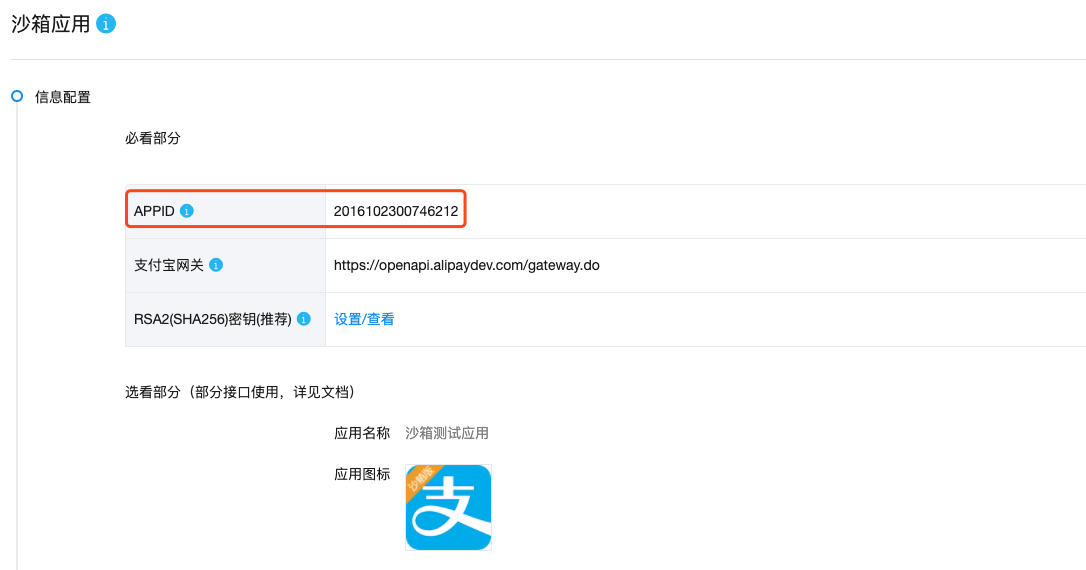 沙箱应用
信息配置
必看部分
APPID 2016102300746212
支付宝网关 https://openapi.alipaydev.com/gateway.do
RSA2(SHA256)密钥(推荐) 设置/查看
选看部分（部分接口使用，详见文档）
应用名称 沙箱测试应用
应用图标
沙箱版
支